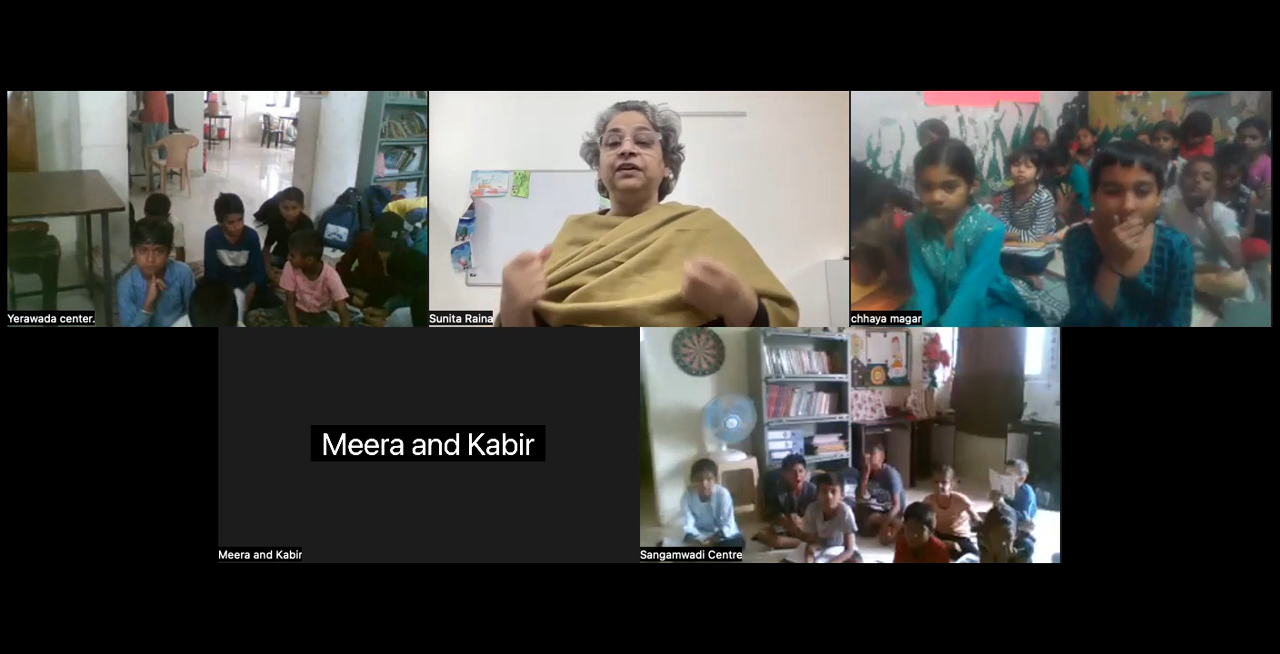 Yerawada center.
Sunita Raina
chhaya magar
Meera and Kabir
Meera and Kabir
Sangamwadi Centre